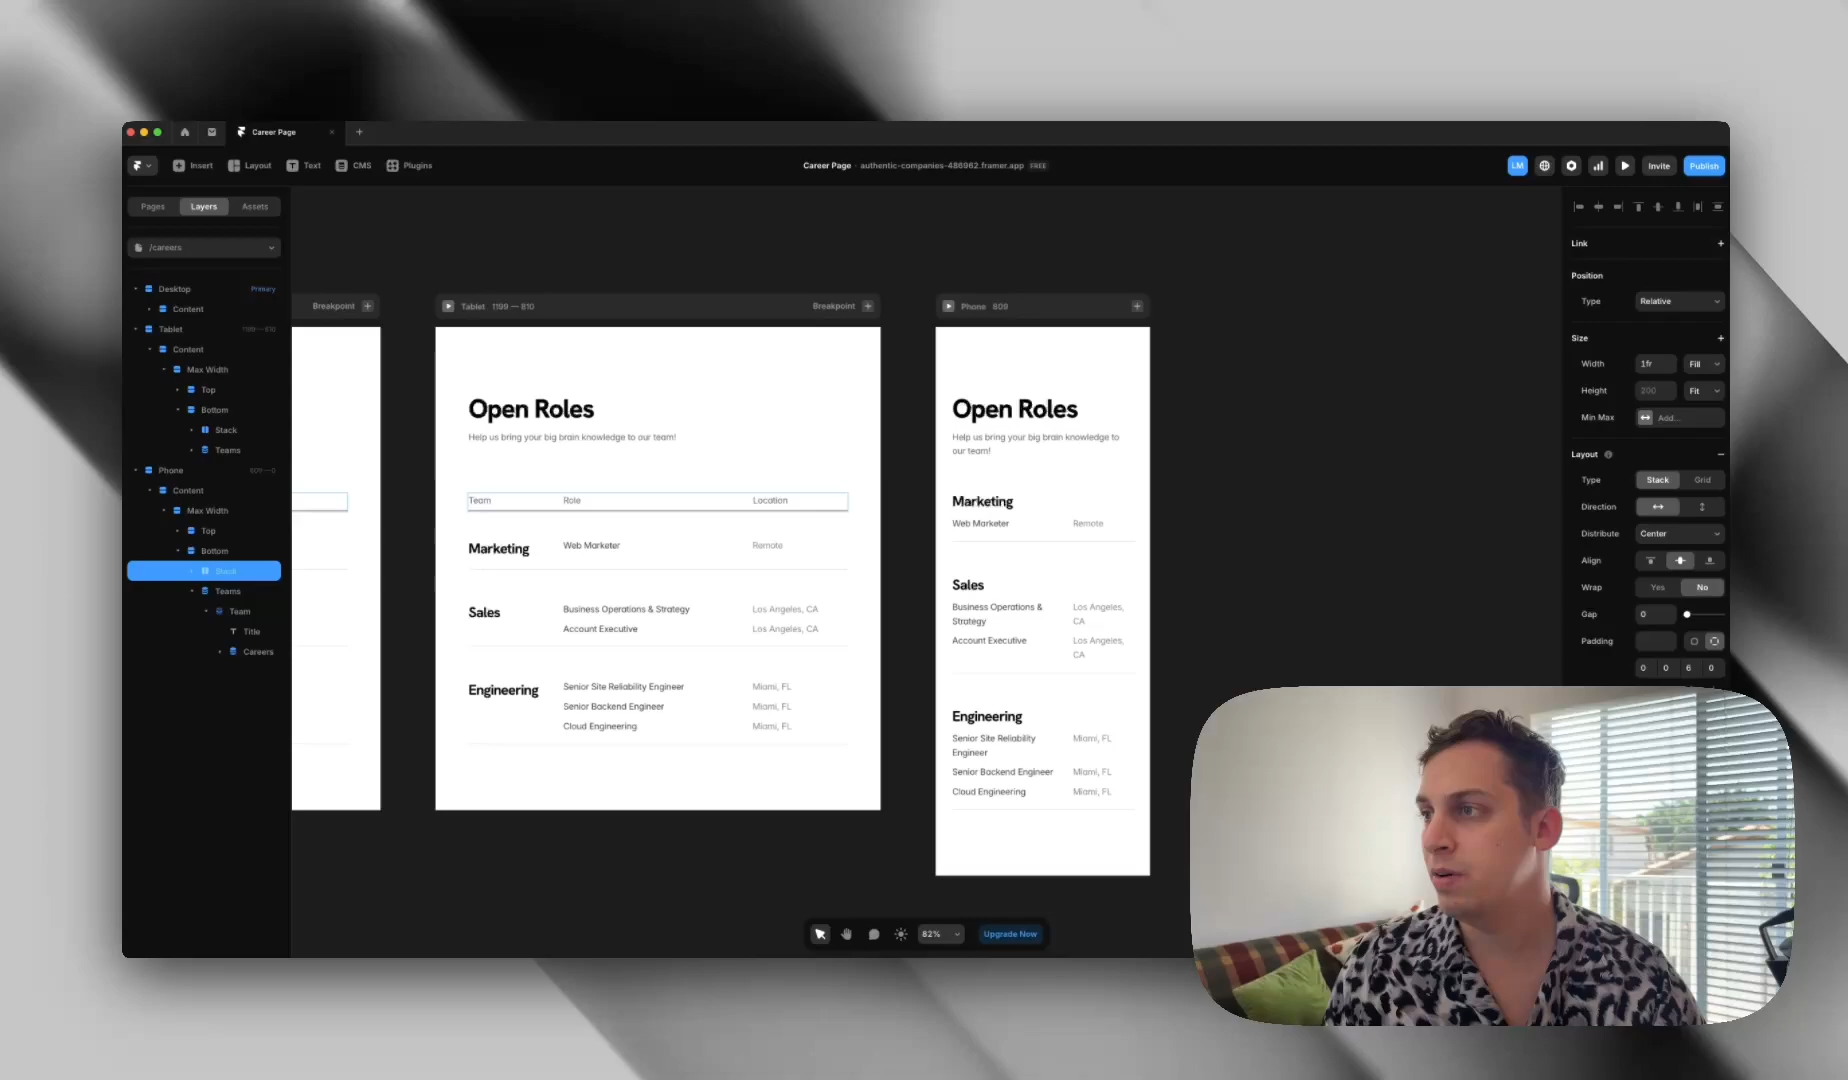 Career Page
Insert
Layout
Text
CMS
Plugins
Career Page · authentic-companies-486962.framer.app FREE
LM
Invite
Publish
Pages
Layers
Assets
/careers
Desktop
Primary
Content
Tablet
Content
Max Width
Top
Bottom
Stack
Teams
Phone
Content
Max Width
Top
Bottom
Stack
Teams
Team
Title
Careers
Breakpoint
Tablet 1199 — 810
Breakpoint
Open Roles
Help us bring your big brain knowledge to our team!
Team
Role
Location
Marketing
Web Marketer
Remote
Sales
Business Operations & Strategy
Los Angeles, CA
Account Executive
Los Angeles, CA
Engineering
Senior Site Reliability Engineer
Miami, FL
Senior Backend Engineer
Miami, FL
Cloud Engineering
Miami, FL
Phone 809
Open Roles
Help us bring your big brain knowledge to
our team!
Marketing
Web Marketer
Remote
Sales
Business Operations &
Strategy
Los Angeles,
CA
Account Executive
Los Angeles,
CA
Engineering
Senior Site Reliability
Engineer
Miami, FL
Senior Backend Engineer
Miami, FL
Cloud Engineering
Miami, FL
82%
Upgrade Now
Link
Position
Type
Relative
Size
Width
1fr
Fill
Height
200
Fit
Min Max
Add...
Layout
Type
Stack
Grid
Direction
Distribute
Center
Align
Wrap
Yes
No
Gap
0
Padding
0 0 6 0